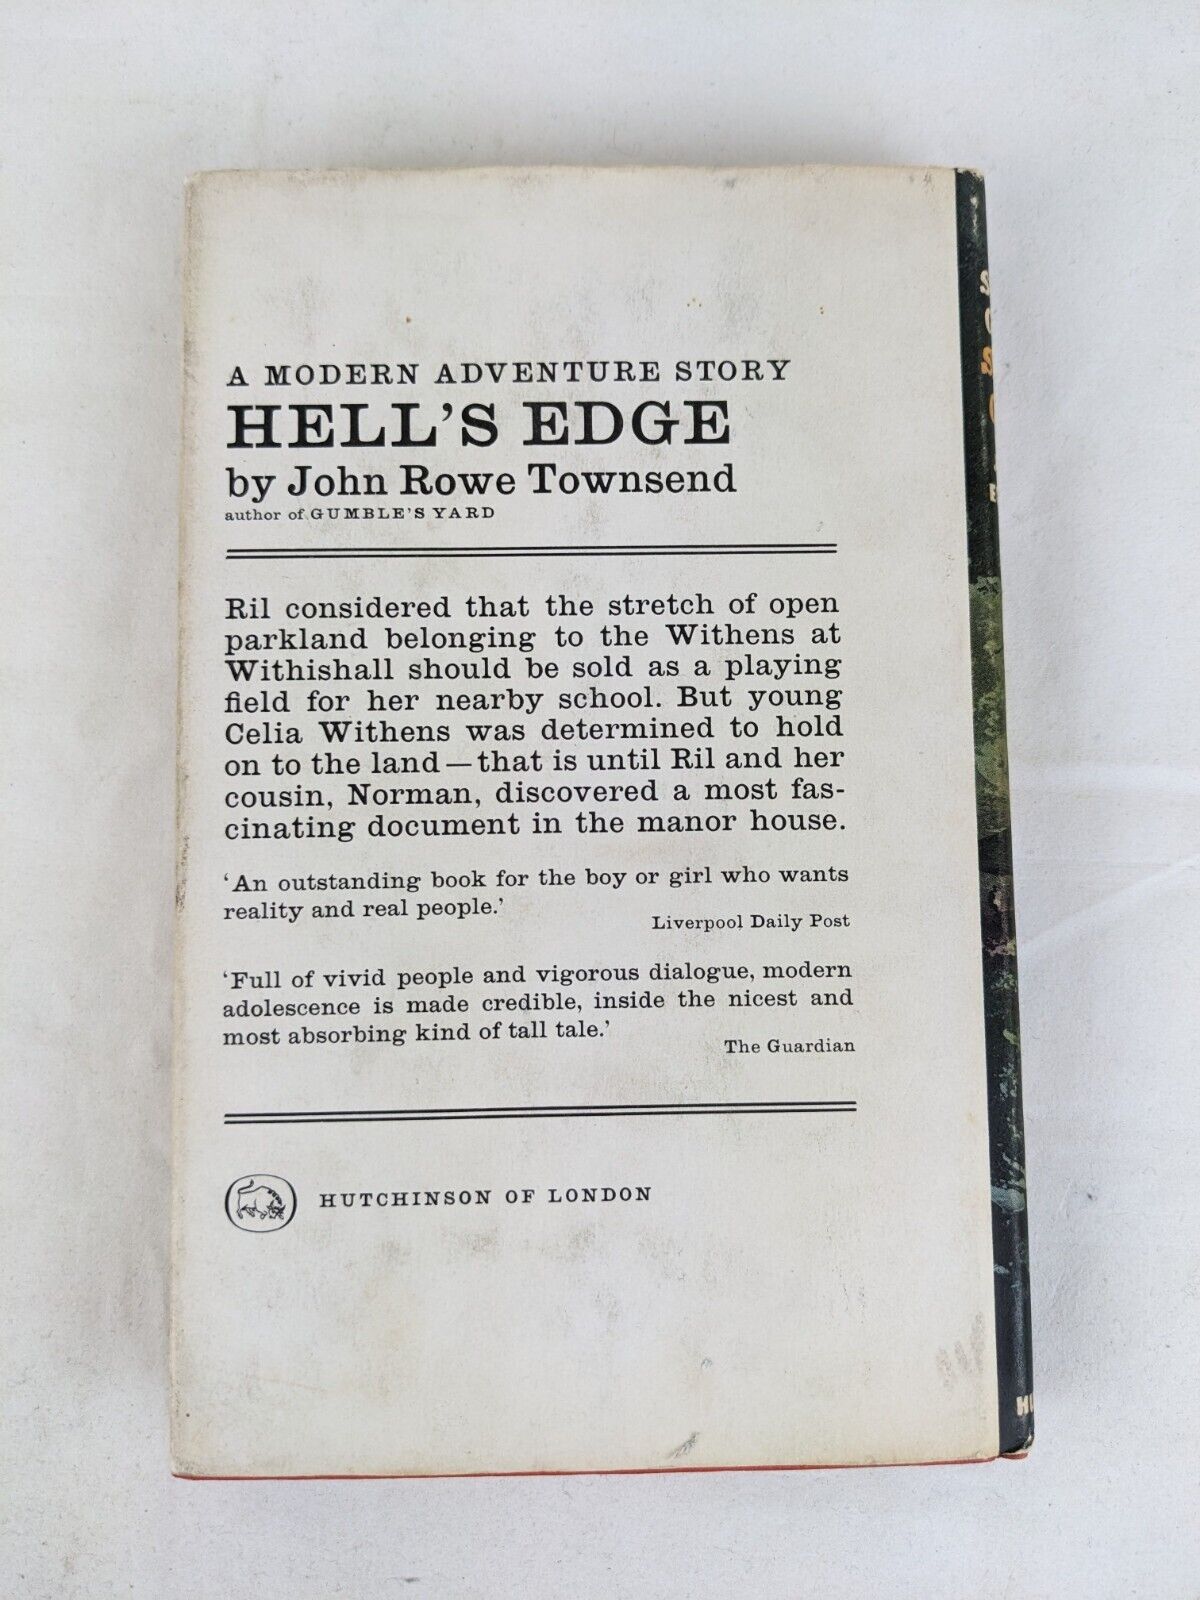 A MODERN ADVENTURE STORY
HELL'S EDGE
by John Rowe Townsend
author of GUMBLE'S YARD
Ril considered that the stretch of open
parkland belonging to the Withens at
Withishall should be sold as a playing
field for her nearby school. But young
Celia Withens was determined to hold
on to the land—that is until Ril and her
cousin, Norman, discovered a most fas-
cinating document in the manor house.
'An outstanding book for the boy or girl who wants
reality and real people.'
Liverpool Daily Post
'Full of vivid people and vigorous dialogue, modern
adolescence is made credible, inside the nicest and
most absorbing kind of tall tale.'
The Guardian
HUTCHINSON OF LONDON